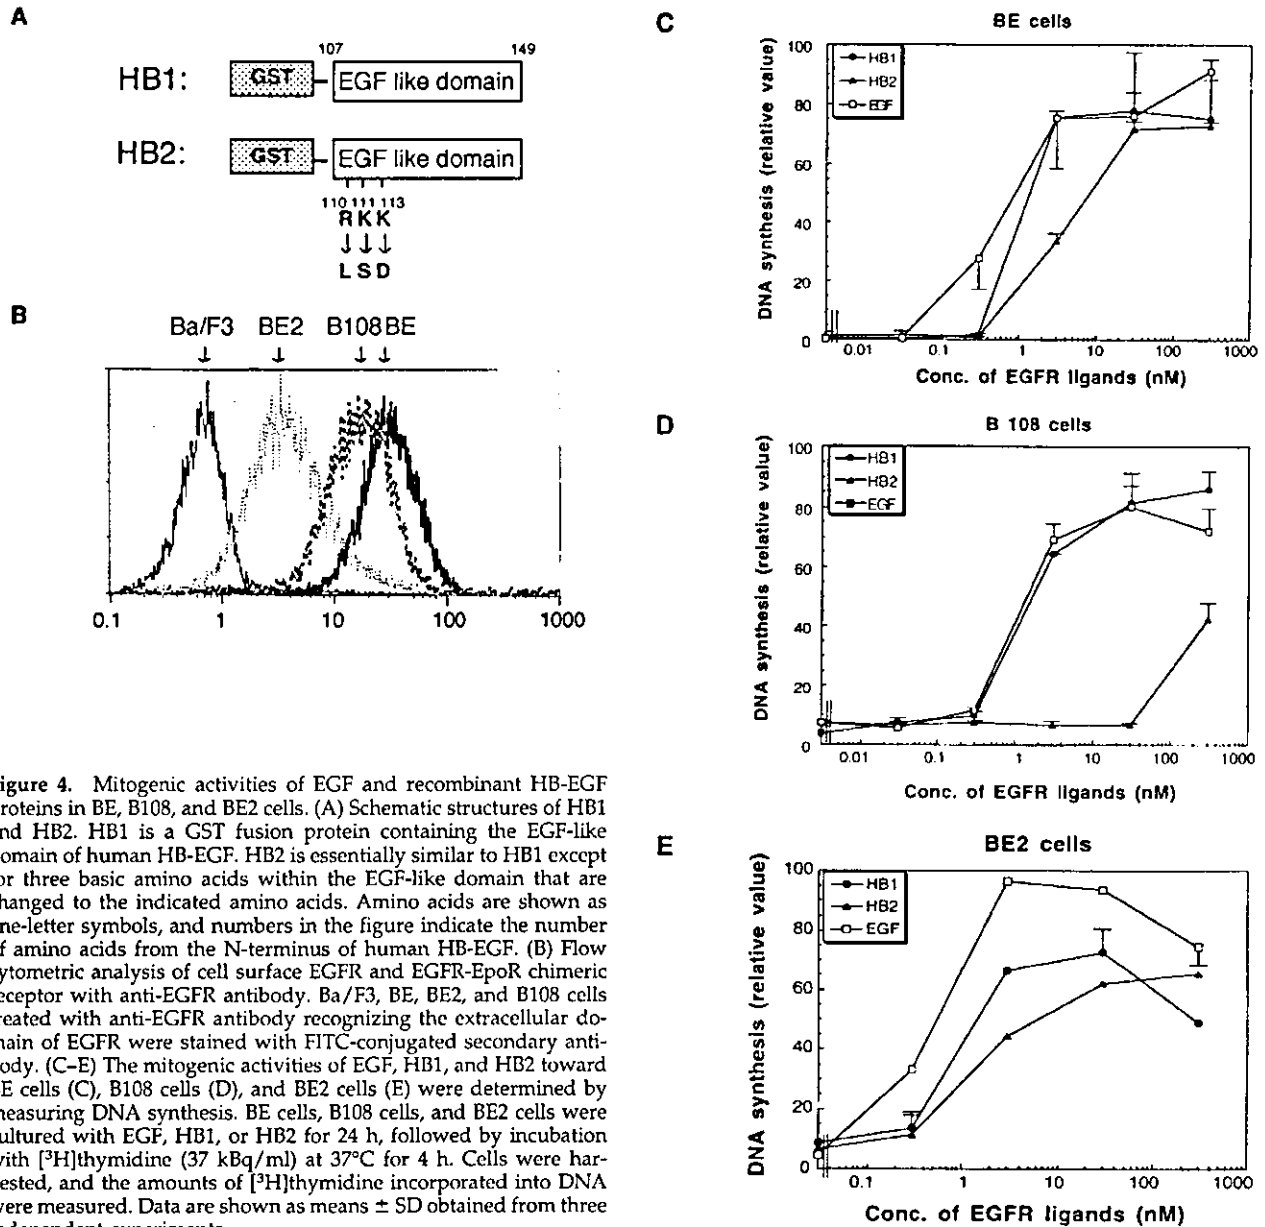 A
107 149
HB1: GST EGF like domain
HB2: GST EGF like domain
110 111 113
R K K
L S D
B
Ba/F3 BE2 B108 BE
0.1 1 10 100 1000
igure 4. Mitogenic activities of EGF and recombinant HB-EGF
roteins in BE, B108, and BE2 cells. (A) Schematic structures of HB1
nd HB2. HB1 is a GST fusion protein containing the EGF-like
omain of human HB-EGF. HB2 is essentially similar to HB1 except
or three basic amino acids within the EGF-like domain that are
hanged to the indicated amino acids. Amino acids are shown as
ne-letter symbols, and numbers in the figure indicate the number
f amino acids from the N-terminus of human HB-EGF. (B) Flow
ytometric analysis of cell surface EGFR and EGFR-EpoR chimeric
eceptor with anti-EGFR antibody. Ba/F3, BE, BE2, and B108 cells
reated with anti-EGFR antibody recognizing the extracellular do-
nain of EGFR were stained with FITC-conjugated secondary anti-
ody. (C–E) The mitogenic activities of EGF, HB1, and HB2 toward
E cells (C), B108 cells (D), and BE2 cells (E) were determined by
neasuring DNA synthesis. BE cells, B108 cells, and BE2 cells were
ultured with EGF, HB1, or HB2 for 24 h, followed by incubation
vith [³H]thymidine (37 kBq/ml) at 37°C for 4 h. Cells were har-
ested, and the amounts of [³H]thymidine incorporated into DNA
vere measured. Data are shown as means ± SD obtained from three
C
BE cells
DNA synthesis (relative value)
100
80
60
40
20
0
HB1
HB2
EGF
0.01 0.1 1 10 100 1000
Conc. of EGFR ligands (nM)
D
B 108 cells
DNA synthesis (relative value)
100
80
60
40
20
0
HB1
HB2
EGF
0.01 0.1 1 10 100 1000
Conc. of EGFR ligands (nM)
E
BE2 cells
DNA synthesis (relative value)
100
80
60
40
20
0
HB1
HB2
EGF
0.1 1 10 100 1000
Conc. of EGFR ligands (nM)